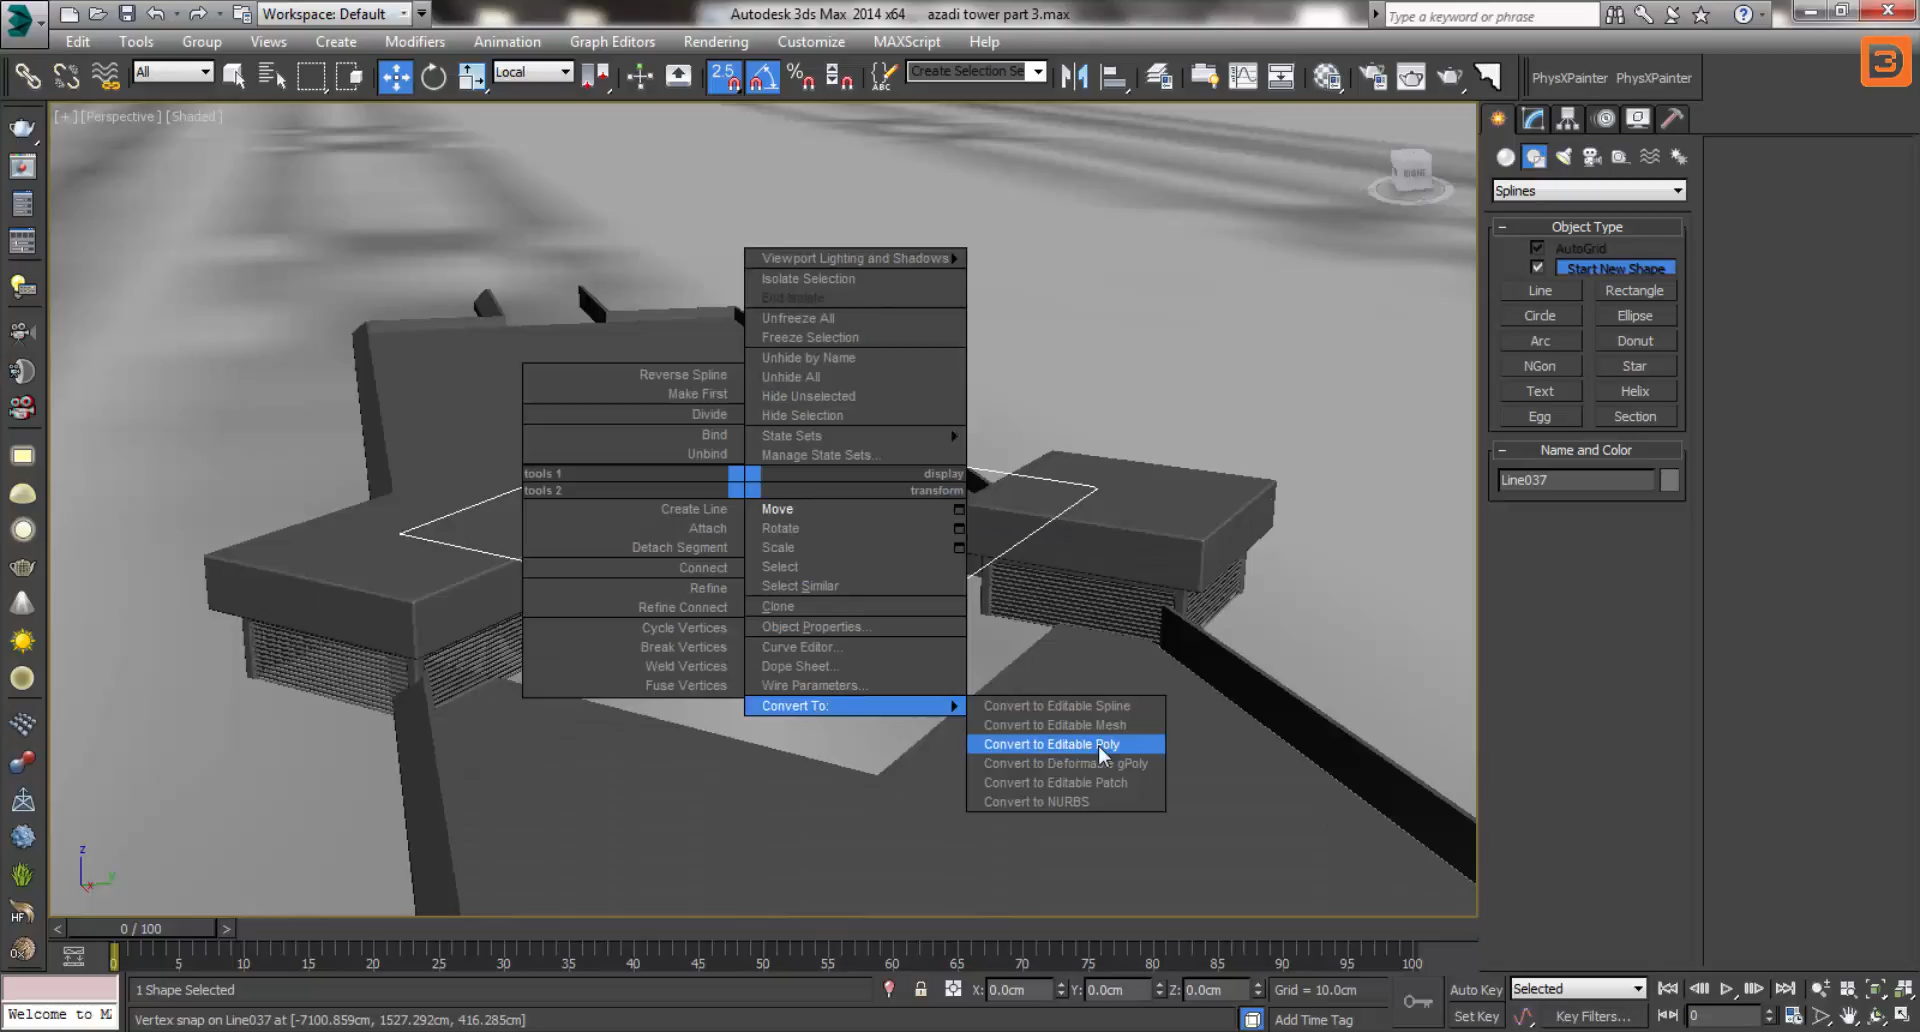 Workspace: Default
Autodesk 3ds Max 2014 x64 azadi tower part 3.max
Type a keyword or phrase
Edit Tools Group Views Create Modifiers Animation Graph Editors Rendering Customize MAXScript Help
All
Local
2.5
Create Selection Se
PhysXPainter PhysXPainter
[+][Perspective][Shaded]
Splines
Object Type
AutoGrid
Start New Shape
Line Rectangle
Circle Ellipse
Arc Donut
NGon Star
Text Helix
Egg Section
Name and Color
Line037
Viewport Lighting and Shadows
Isolate Selection
End Isolate
Unfreeze All
Freeze Selection
Unhide by Name
Unhide All
Hide Unselected
Hide Selection
State Sets
Manage State Sets...
Reverse Spline
Make First
Divide
Bind
Unbind
tools 1 display
tools 2 transform
Create Line
Attach
Detach Segment
Connect
Refine
Refine Connect
Cycle Vertices
Break Vertices
Weld Vertices
Fuse Vertices
Move
Rotate
Scale
Select
Select Similar
Clone
Object Properties...
Curve Editor...
Dope Sheet...
Wire Parameters...
Convert To:
Convert to Editable Spline
Convert to Editable Mesh
Convert to Editable Poly
Convert to Deformable gPoly
Convert to Editable Patch
Convert to NURBS
z
x
y
HF
0 / 100
0 5 10 15 20 25 30 35 40 45 50 55 60 65 70 75 80 85 90 95 100
1 Shape Selected
X: 0.0cm Y: 0.0cm Z: 0.0cm Grid = 10.0cm
Auto Key Selected
Welcome to M
Vertex snap on Line037 at [-7100.859cm, 1527.292cm, 416.285cm]
Add Time Tag
Set Key Key Filters...
0